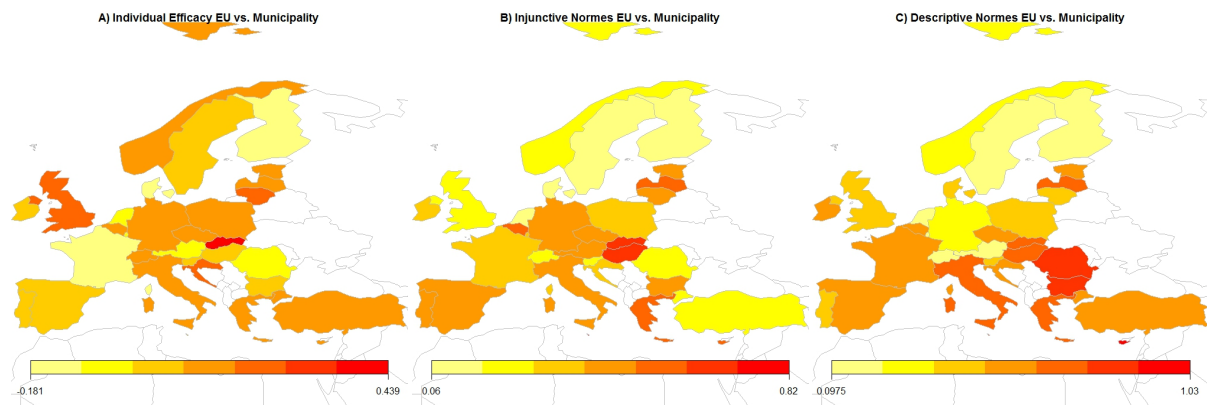 A) Individual Efficacy EU vs. Municipality
B) Injunctive Normes EU vs. Municipality
C) Descriptive Normes EU vs. Municipality
-0.181 0.439
0.06 0.82
0.0975 1.03